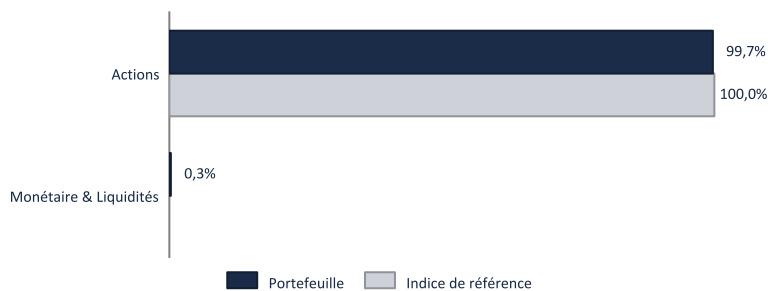 99,7%
Actions
100,0%
0,3%
Monétaire & Liquidités
Portefeuille
Indice de référence